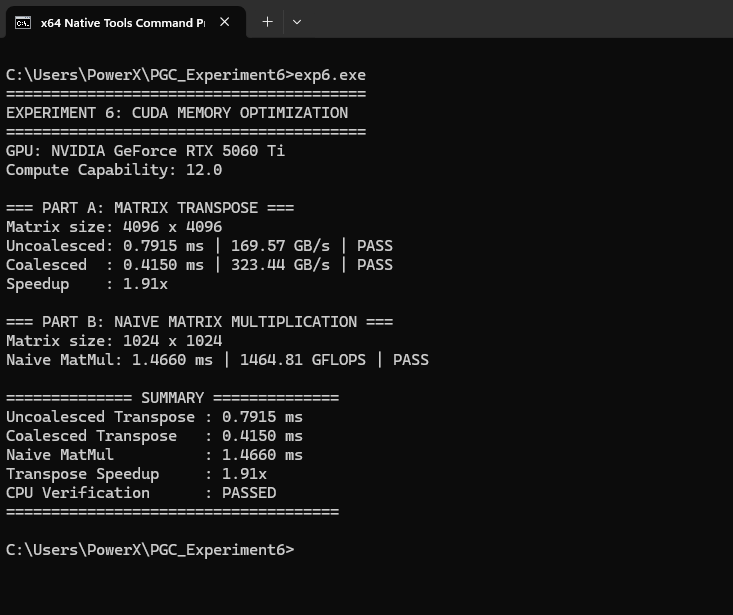 x64 Native Tools Command P
C:\Users\PowerX\PGC_Experiment6>exp6.exe
========================================
EXPERIMENT 6: CUDA MEMORY OPTIMIZATION
========================================
GPU: NVIDIA GeForce RTX 5060 Ti
Compute Capability: 12.0
=== PART A: MATRIX TRANSPOSE ===
Matrix size: 4096 x 4096
Uncoalesced: 0.7915 ms | 169.57 GB/s | PASS
Coalesced  : 0.4150 ms | 323.44 GB/s | PASS
Speedup    : 1.91x
=== PART B: NAIVE MATRIX MULTIPLICATION ===
Matrix size: 1024 x 1024
Naive MatMul: 1.4660 ms | 1464.81 GFLOPS | PASS
============== SUMMARY ==============
Uncoalesced Transpose : 0.7915 ms
Coalesced Transpose   : 0.4150 ms
Naive MatMul          : 1.4660 ms
Transpose Speedup     : 1.91x
CPU Verification      : PASSED
=====================================
C:\Users\PowerX\PGC_Experiment6>